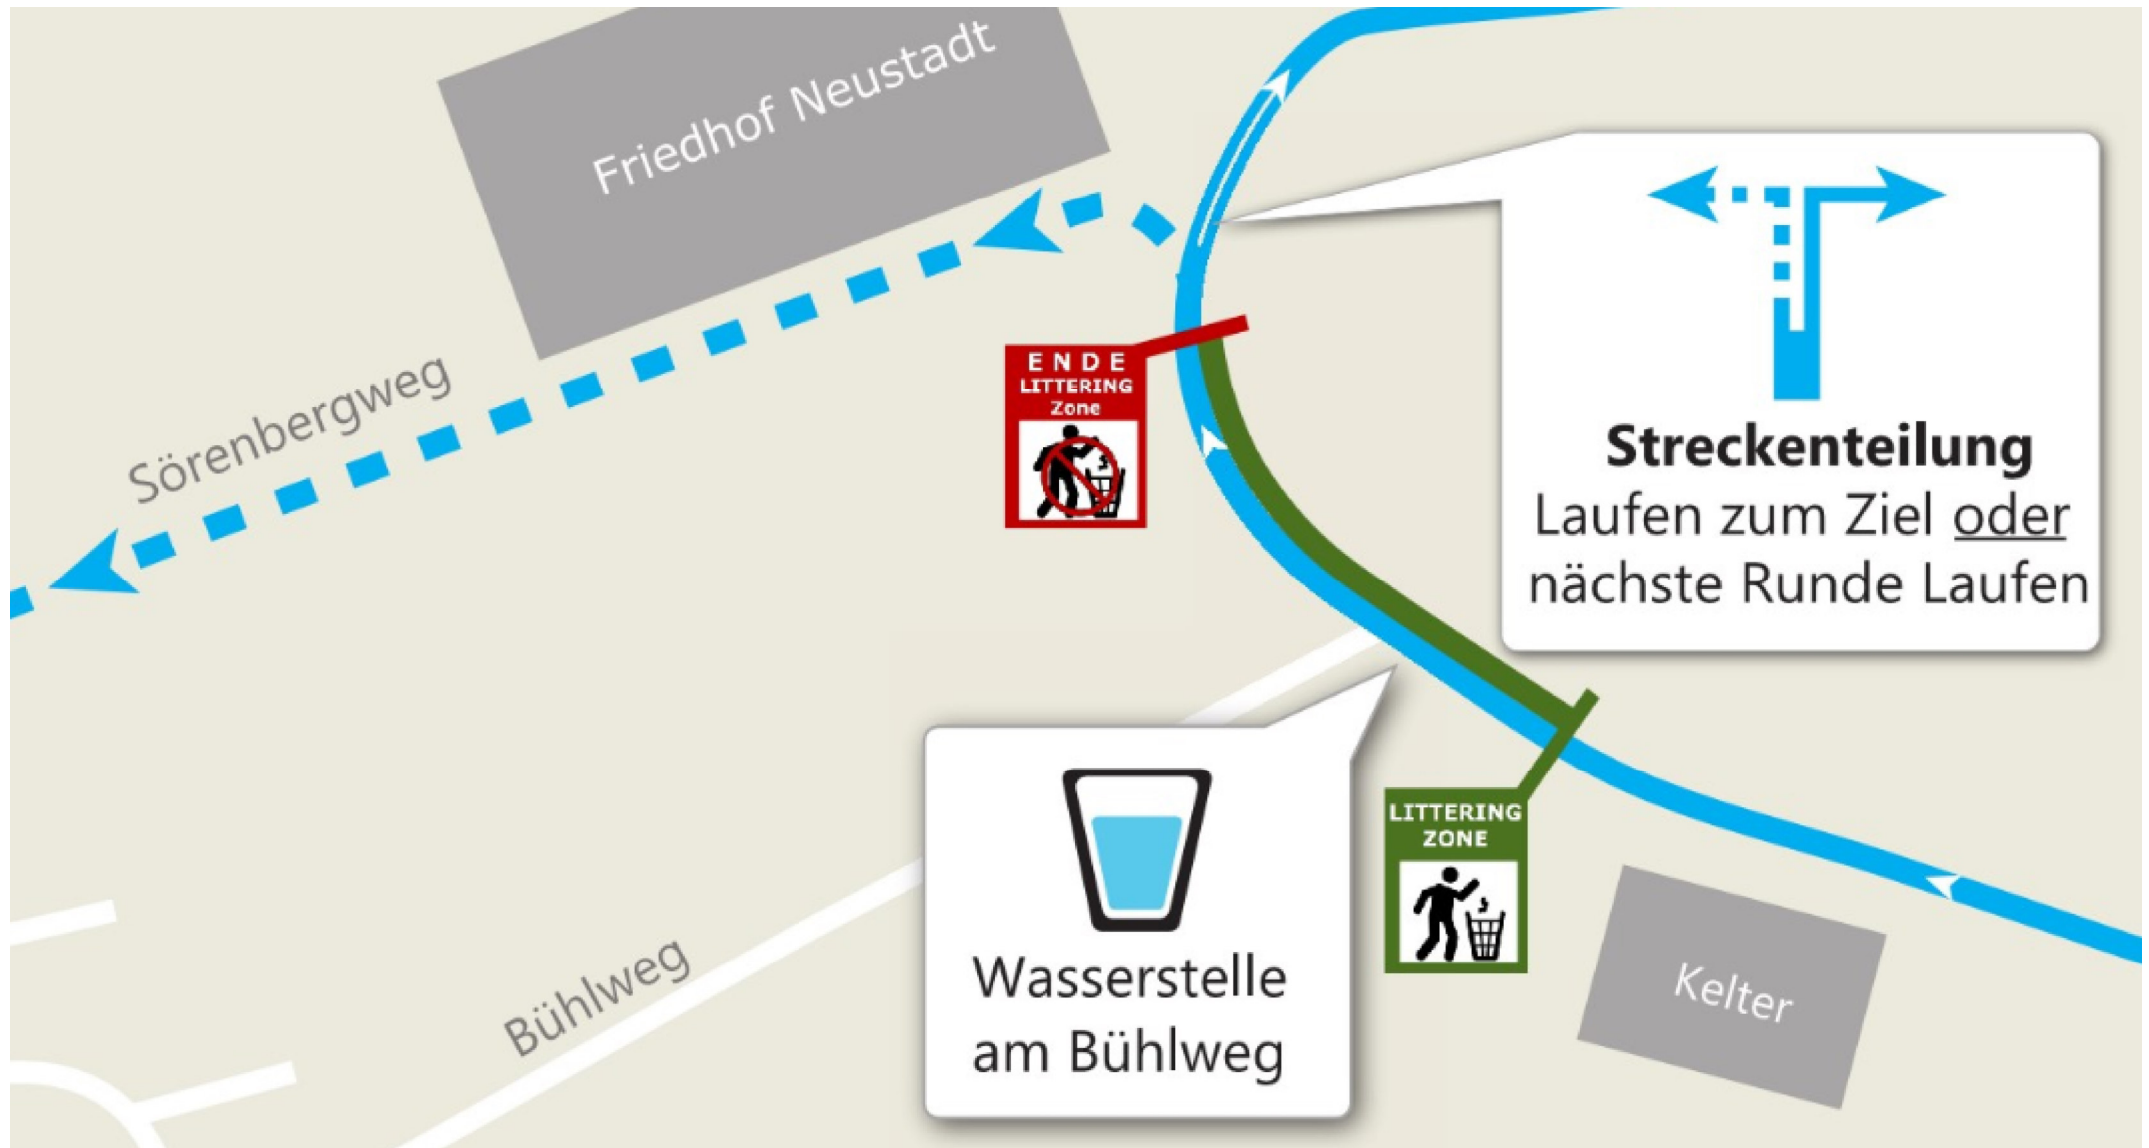 Friedhof Neustadt
Sörenbergweg
ENDE
LITTERING
Zone
Streckenteilung
Laufen zum Ziel oder
nächste Runde Laufen
LITTERING
ZONE
Wasserstelle
am Bühlweg
Bühlweg
Kelter